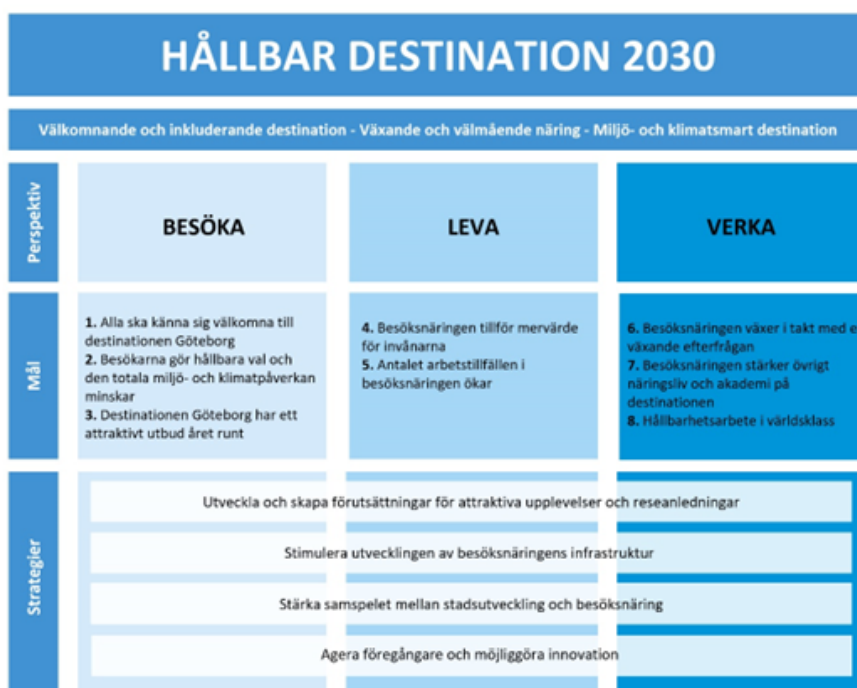 HÅLLBAR DESTINATION 2030
Välkomnande och inkluderande destination - Växande och välmående näring - Miljö- och klimatsmart destination
Perspektiv
BESÖKA
LEVA
VERKA
Mål
1. Alla ska känna sig välkomna till
destinationen Göteborg
2. Besökarna gör hållbara val och
den totala miljö- och klimatpåverkan
minskar
3. Destinationen Göteborg har ett
attraktivt utbud året runt
4. Besöksnäringen tillför mervärde
för invånarna
5. Antalet arbetstillfällen i
besöksnäringen ökar
6. Besöksnäringen växer i takt med
växande efterfrågan
7. Besöksnäringen stärker övrigt
näringsliv och akademi på
destinationen
8. Hållbarhetsarbete i världsklass
Strategier
Utveckla och skapa förutsättningar för attraktiva upplevelser och reseanledningar
Stimulera utvecklingen av besöksnäringens infrastruktur
Stärka samspelet mellan stadsutveckling och besöksnäring
Agera föregångare och möjliggöra innovation